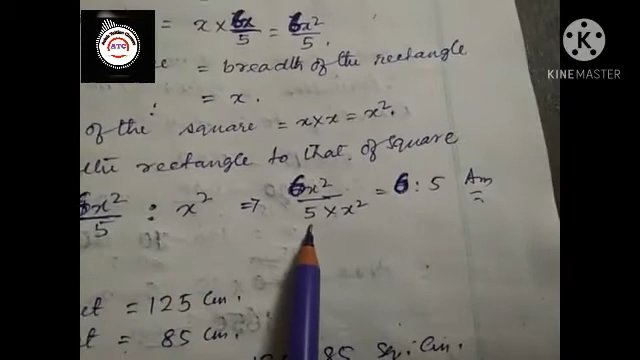 = x × 6x/5 = 6x²/5.
= breadth of the rectangle
= x.
of the square = x×x = x².
the rectangle to that of square
6x²/5 : x² ⇒ 6x²/5×x² = 6 : 5 Ans
= 125 Cm.
= 85 Cm.
85 sq. Cm.
ATC
K
KINEMASTER